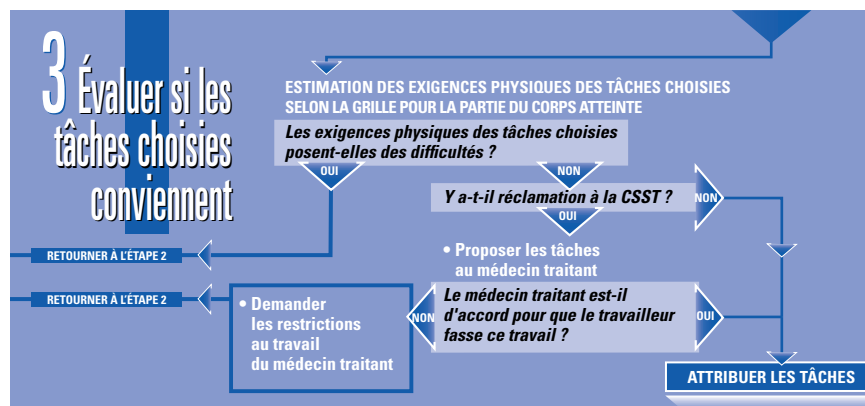 3 Évaluer si les
tâches choisies
conviennent
ESTIMATION DES EXIGENCES PHYSIQUES DES TÂCHES CHOISIES
SELON LA GRILLE POUR LA PARTIE DU CORPS ATTEINTE
Les exigences physiques des tâches choisies
posent-elles des difficultés ?
OUI
NON
Y a-t-il réclamation à la CSST ?
NON
OUI
RETOURNER À L'ÉTAPE 2
• Proposer les tâches
au médecin traitant
RETOURNER À L'ÉTAPE 2
• Demander
les restrictions
au travail
du médecin traitant
NON
Le médecin traitant est-il
d'accord pour que le travailleur
fasse ce travail ?
OUI
ATTRIBUER LES TÂCHES